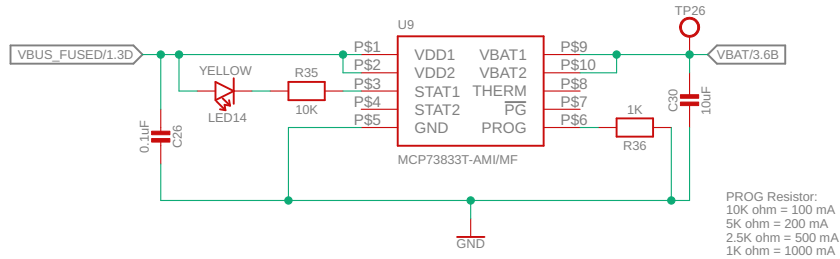 TP26
U9
VBUS_FUSED/1.3D
P$1 VDD1 VBAT1 P$9
VBAT/3.6B
P$2 VDD2 VBAT2 P$10
YELLOW
R35
P$3 STAT1 THERM P$8
LED14
10K
P$4 STAT2 PG P$7
C30
10uF
1K
P$5 GND PROG P$6
0.1uF
C26
R36
MCP73833T-AMI/MF
PROG Resistor:
10K ohm = 100 mA
5K ohm = 200 mA
2.5K ohm = 500 mA
1K ohm = 1000 mA
GND